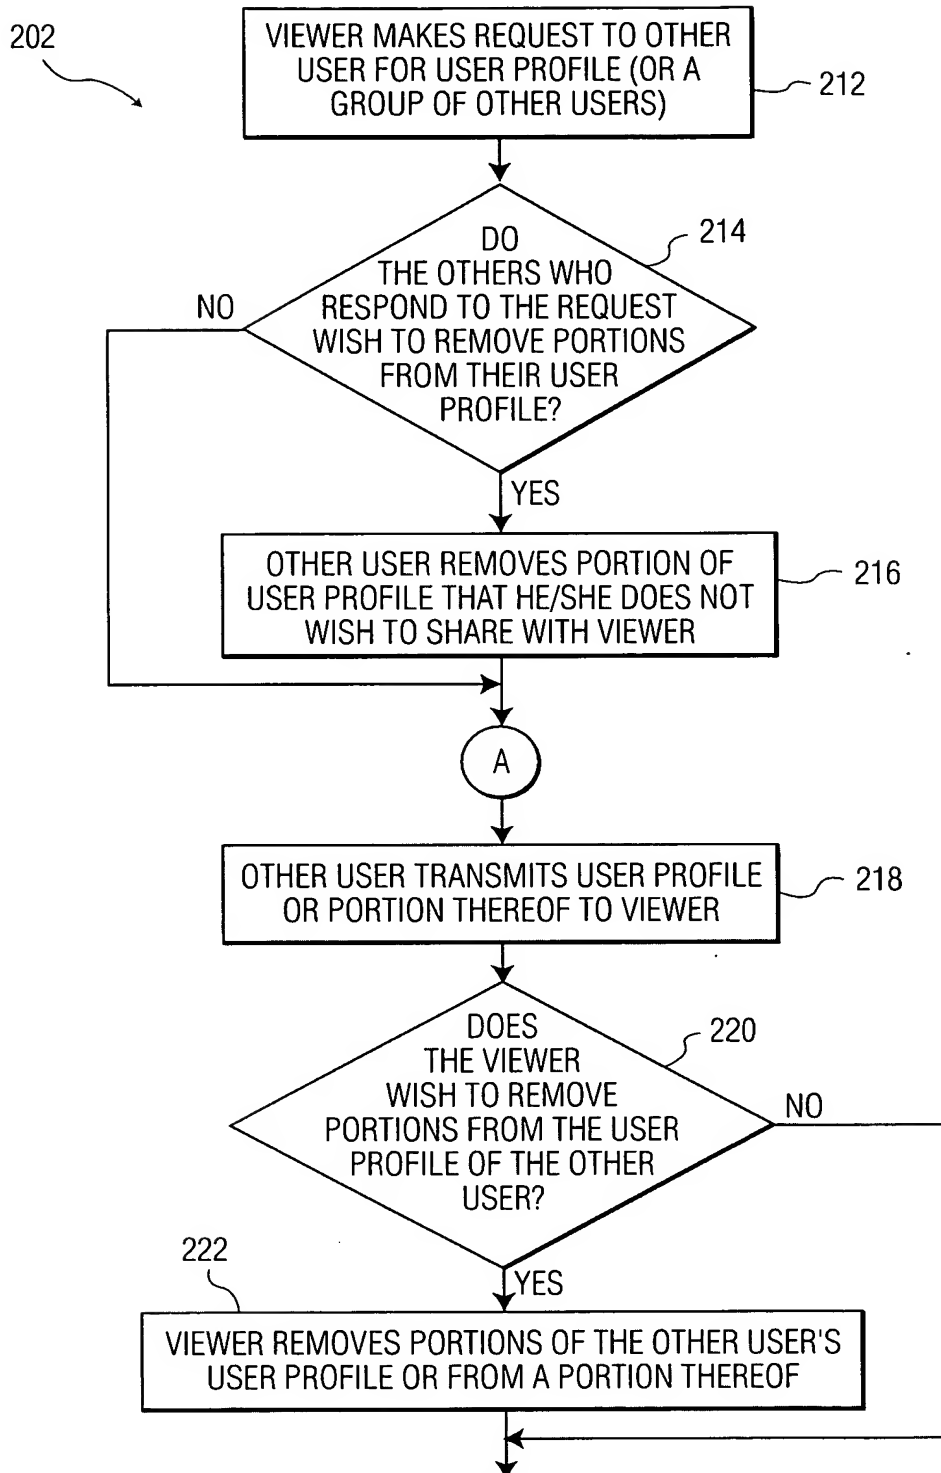 202
VIEWER MAKES REQUEST TO OTHER
USER FOR USER PROFILE (OR A
GROUP OF OTHER USERS)
212
DO
THE OTHERS WHO
RESPOND TO THE REQUEST
WISH TO REMOVE PORTIONS
FROM THEIR USER
PROFILE?
214
NO
YES
OTHER USER REMOVES PORTION OF
USER PROFILE THAT HE/SHE DOES NOT
WISH TO SHARE WITH VIEWER
216
A
OTHER USER TRANSMITS USER PROFILE
OR PORTION THEREOF TO VIEWER
218
DOES
THE VIEWER
WISH TO REMOVE
PORTIONS FROM THE USER
PROFILE OF THE OTHER
USER?
220
NO
YES
222
VIEWER REMOVES PORTIONS OF THE OTHER USER'S
USER PROFILE OR FROM A PORTION THEREOF